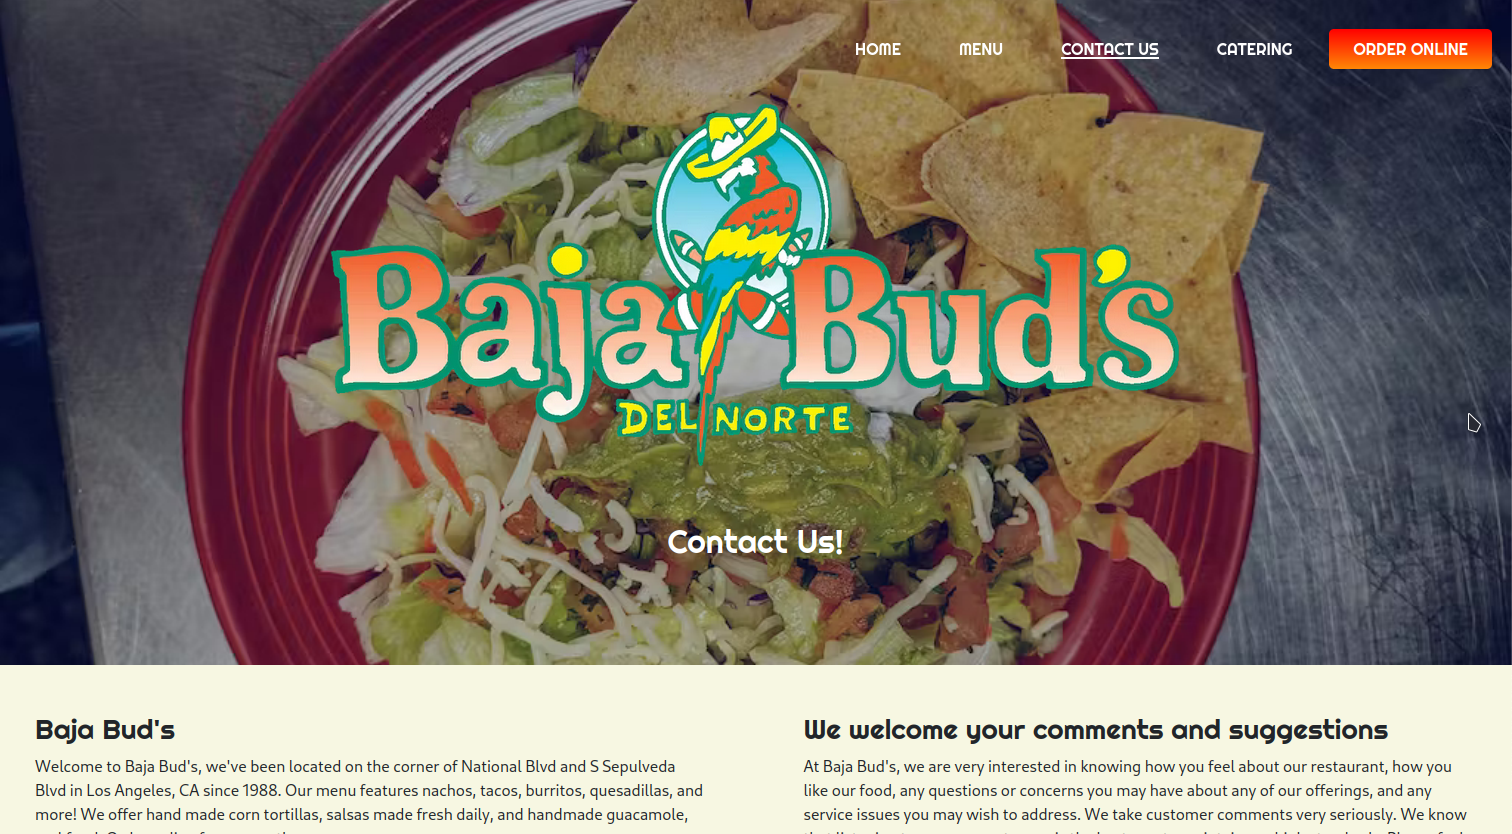 HOME MENU CONTACT US CATERING ORDER ONLINE
Baja Bud's
DEL NORTE
Contact Us!
Baja Bud's
Welcome to Baja Bud's, we've been located on the corner of National Blvd and S Sepulveda
Blvd in Los Angeles, CA since 1988. Our menu features nachos, tacos, burritos, quesadillas, and
more! We offer hand made corn tortillas, salsas made fresh daily, and handmade guacamole,
We welcome your comments and suggestions
At Baja Bud's, we are very interested in knowing how you feel about our restaurant, how you
like our food, any questions or concerns you may have about any of our offerings, and any
service issues you may wish to address. We take customer comments very seriously. We know